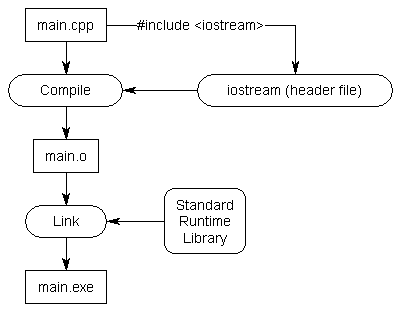 main.cpp
#include <iostream>
Compile
iostream (header file)
main.o
Link
Standard
Runtime
Library
main.exe